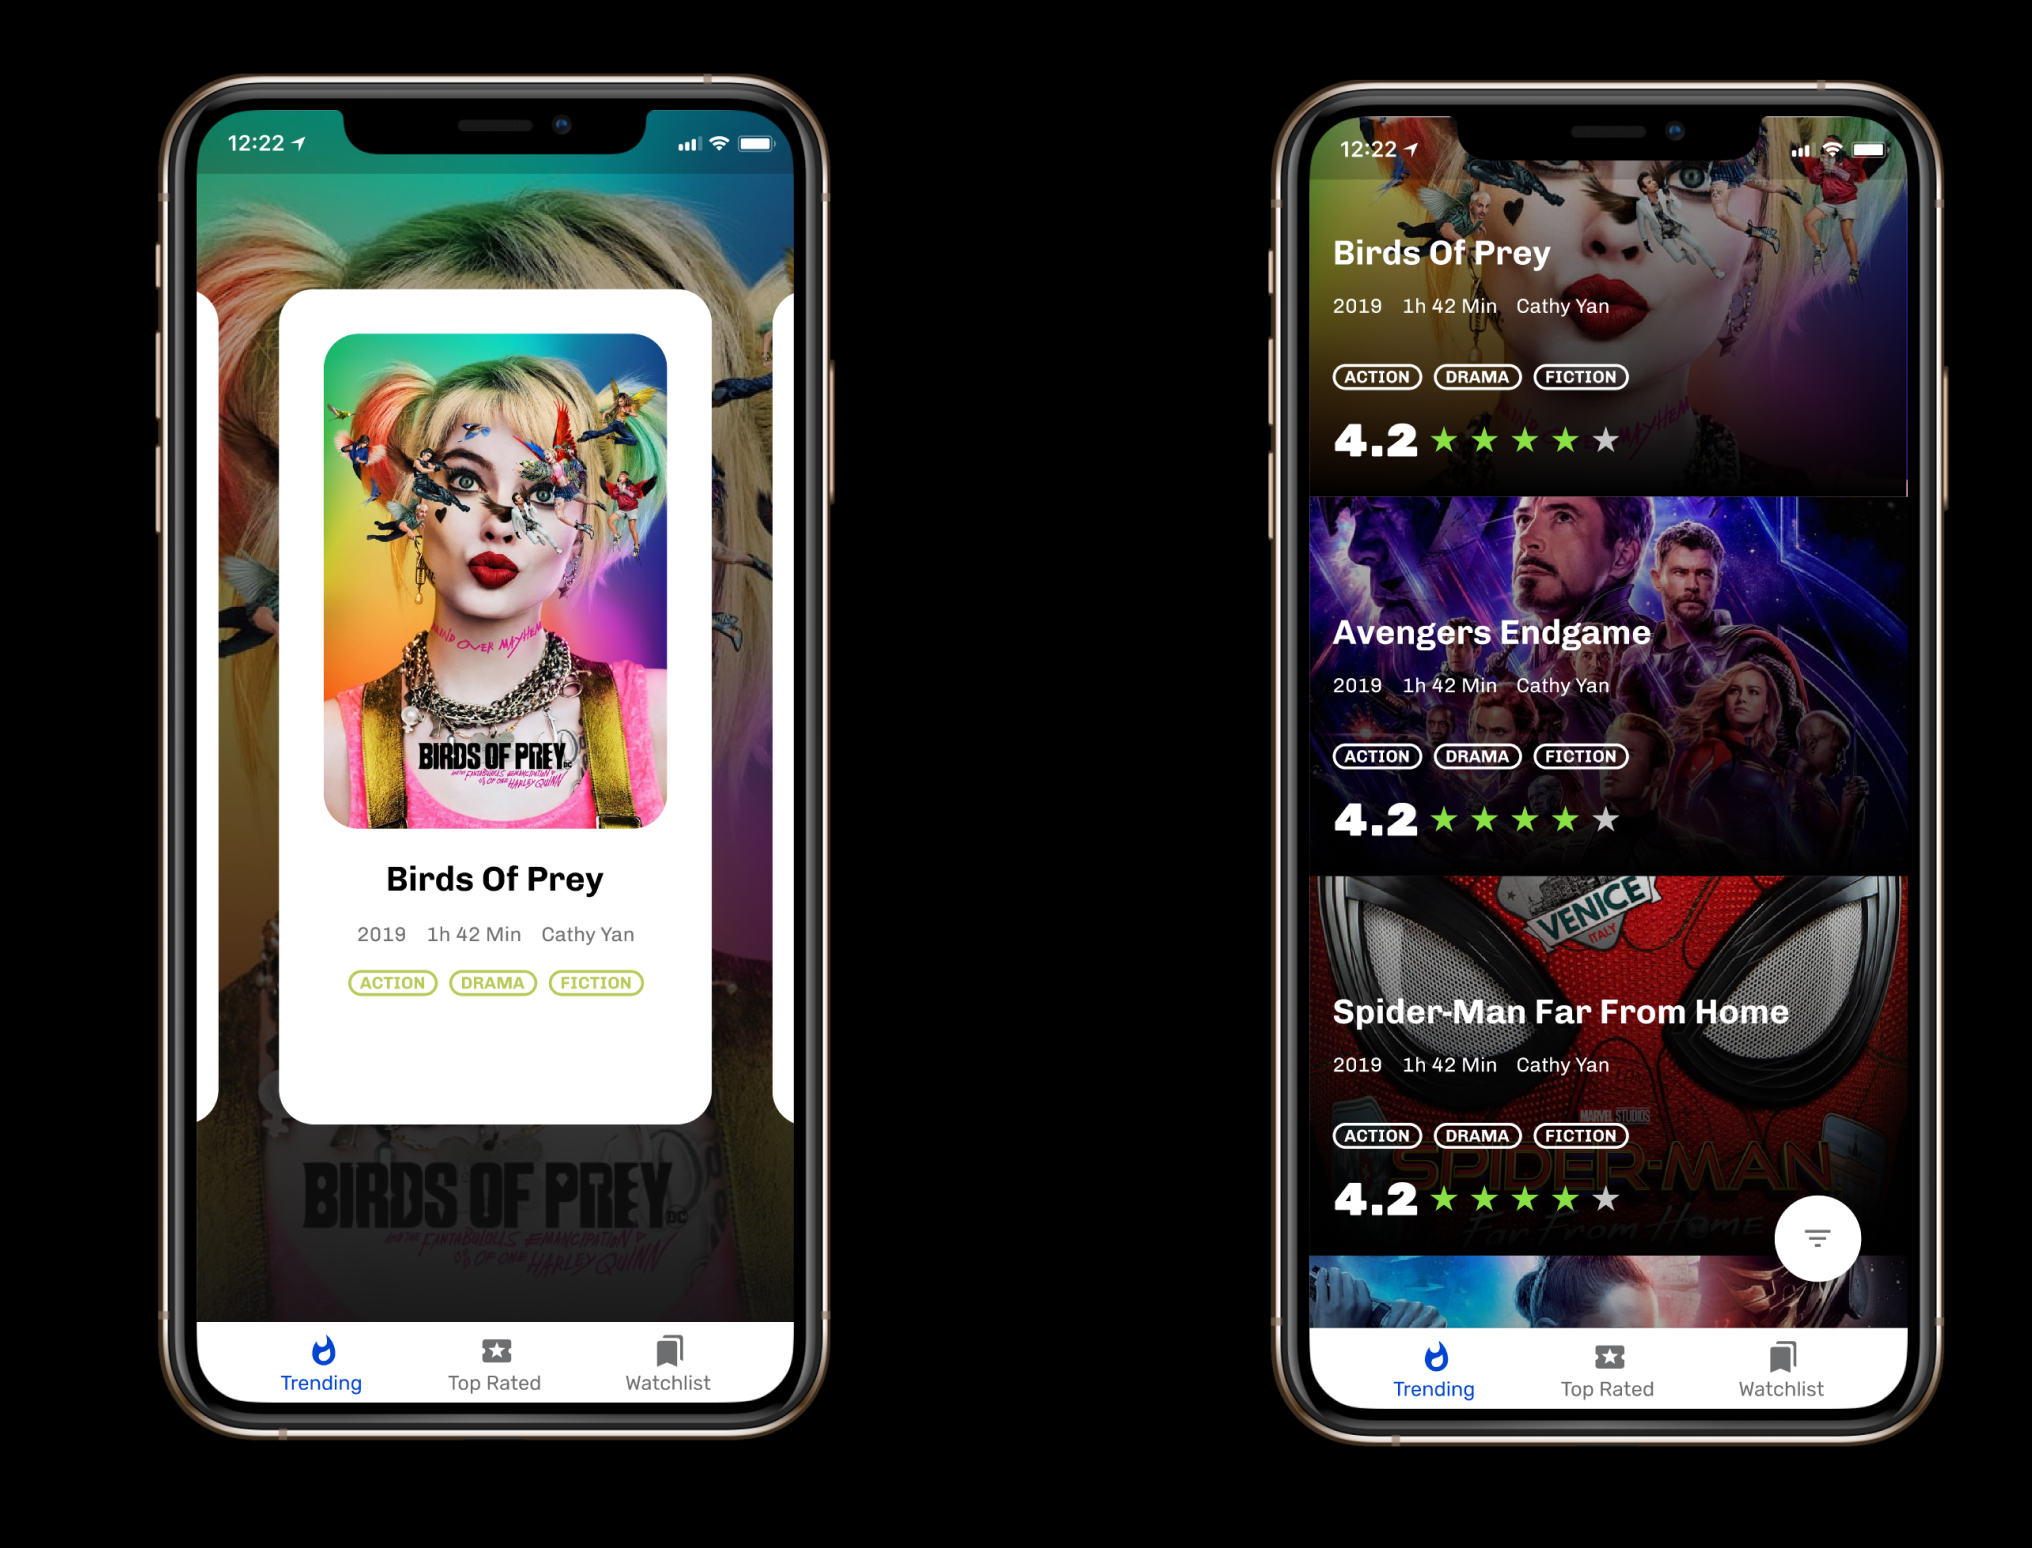 12:22
MIND OVER MAYHEM
BIRDS OF PREY
AND THE FANTABULOUS EMANCIPATION
OF ONE HARLEY QUINN
Birds Of Prey
2019 1h 42 Min Cathy Yan
ACTION DRAMA FICTION
BIRDS OF PREY
DC
AND THE FANTABULOUS EMANCIPATION
OF ONE HARLEY QUINN
Trending Top Rated Watchlist
12:22
Birds Of Prey
2019 1h 42 Min Cathy Yan
ACTION DRAMA FICTION
MIND OVER MAYHEM
4.2
Avengers Endgame
2019 1h 42 Min Cathy Yan
ACTION DRAMA FICTION
4.2
VENICE
ITALY
Spider-Man Far From Home
2019 1h 42 Min Cathy Yan
MARVEL STUDIOS
ACTION DRAMA FICTION
SPIDER-MAN
4.2
Far From Home
Trending Top Rated Watchlist